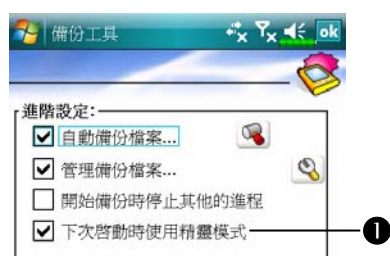 備份工具 ok
進階設定:
自動備份檔案...
管理備份檔案...
開始備份時停止其他的進程
下次啓動時使用精靈模式
1